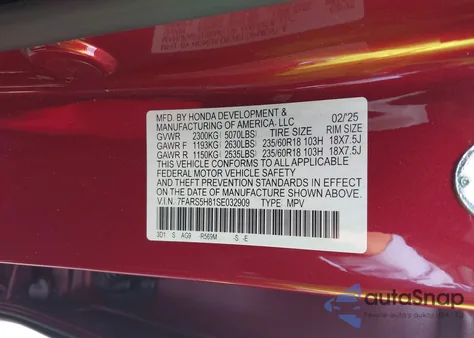 MFD. BY HONDA DEVELOPMENT &
MANUFACTURING OF AMERICA, LLC 02/'25
GVWR 2300KG( 5070LBS) TIRE SIZE RIM SIZE
GAWR F 1193KG( 2630LBS) 235/60R18 103H 18X7.5J
GAWR R 1150KG( 2535LBS) 235/60R18 103H 18X7.5J
THIS VEHICLE CONFORMS TO ALL APPLICABLE
FEDERAL MOTOR VEHICLE SAFETY STANDARDS IN EFFECT
ON THE DATE OF MANUFACTURE SHOWN ABOVE.
V.I.N. 7FARS5H81SE032909 TYPE: MPV
3D1 S AG9 R569M S -E
autoSnap